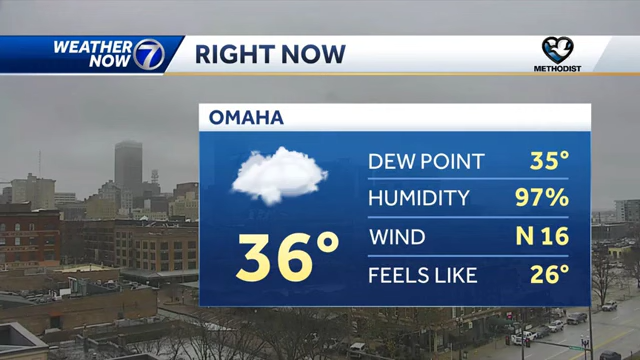 WEATHER
NOW 7
RIGHT NOW
METHODIST
OMAHA
36°
DEW POINT 35°
HUMIDITY 97%
WIND N 16
FEELS LIKE 26°